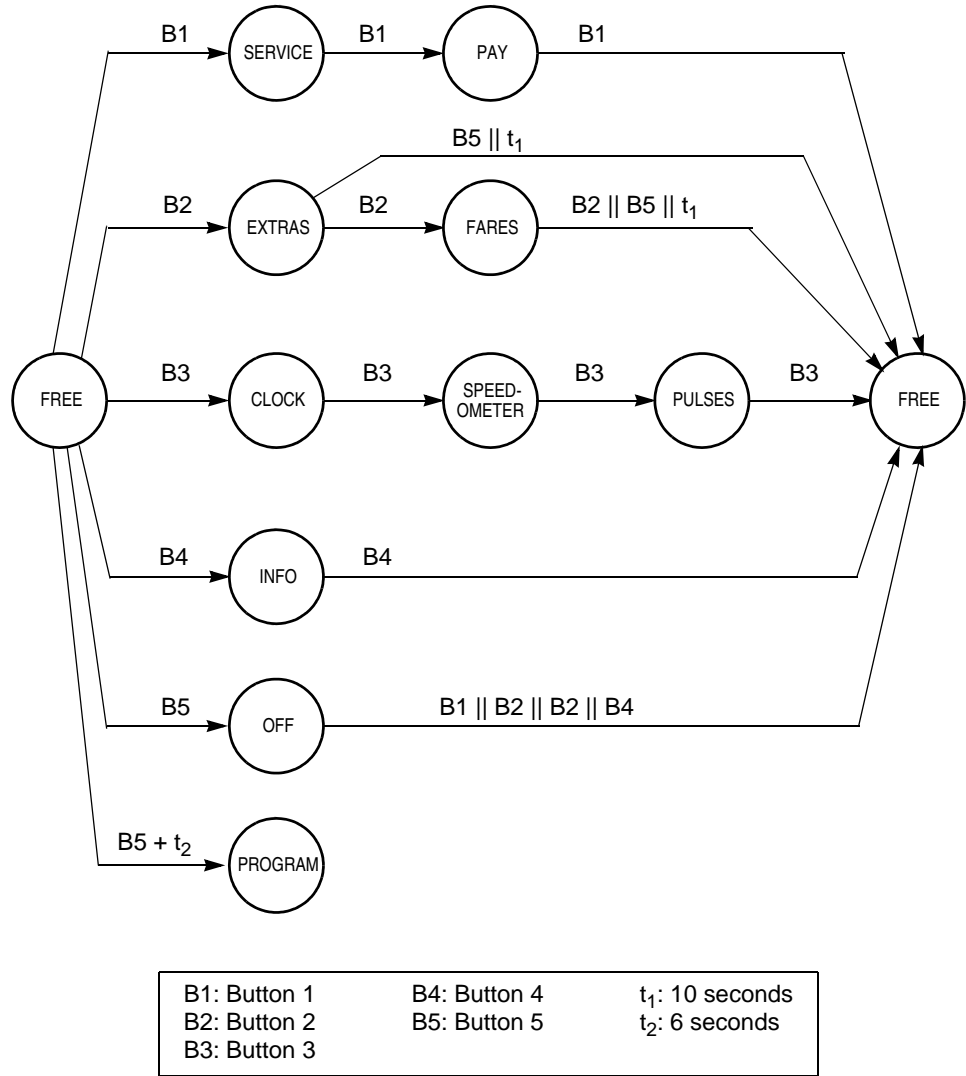 B1 SERVICE B1 PAY B1
B5 || t1
B2 EXTRAS B2 FARES B2 || B5 || t1
FREE B3 CLOCK B3 SPEED-
OMETER B3 PULSES B3 FREE
B4 INFO B4
B5 OFF B1 || B2 || B2 || B4
B5 + t2 PROGRAM
B1: Button 1 B4: Button 4 t1: 10 seconds
B2: Button 2 B5: Button 5 t2: 6 seconds
B3: Button 3